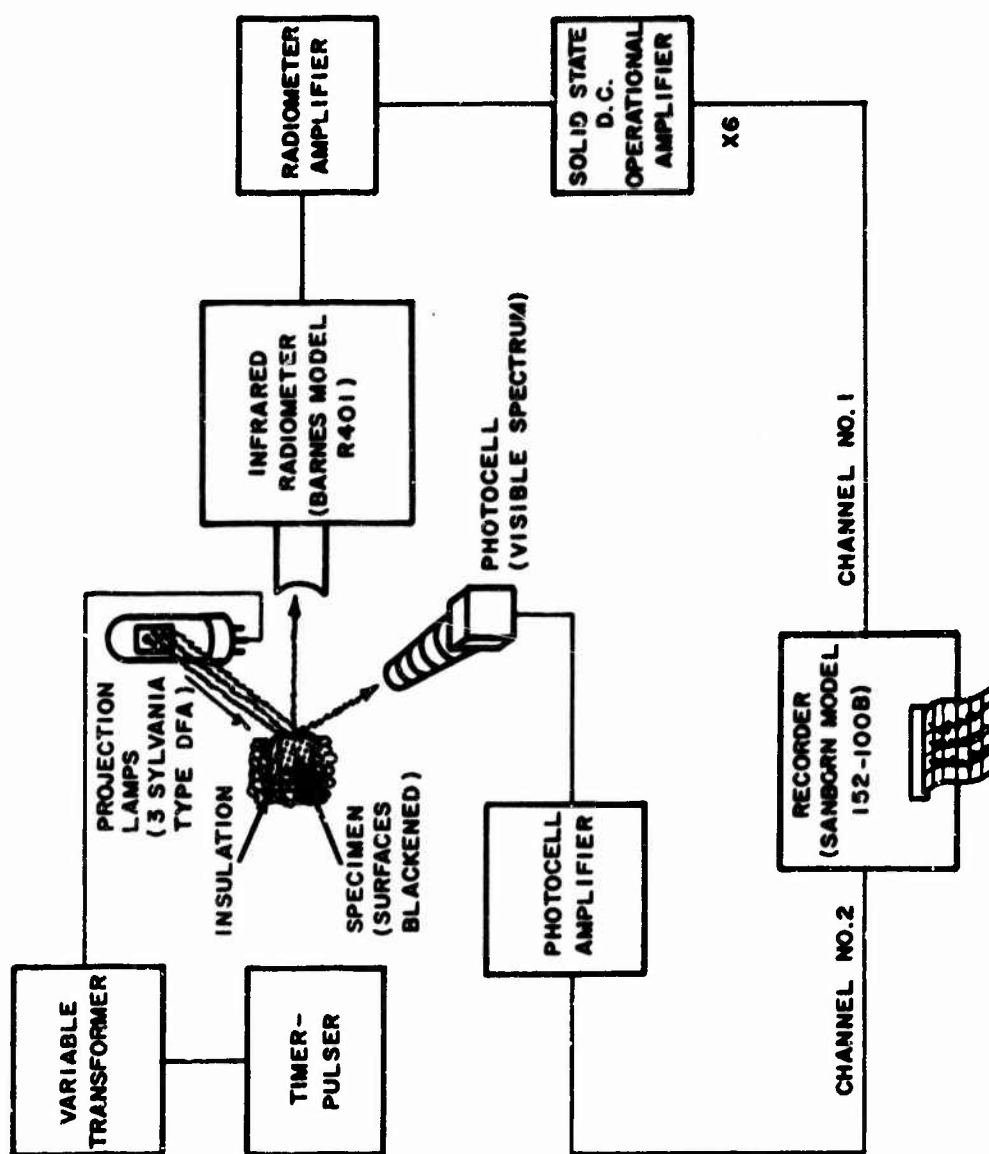 VARIABLE
TRANSFORMER
TIMER-
PULSER
PROJECTION
LAMPS
(3 SYLVANIA
TYPE DFA)
INSULATION
SPECIMEN
(SURFACES
BLACKENED)
INFRARED
RADIOMETER
(BARNES MODEL
R401)
RADIOMETER
AMPLIFIER
PHOTOCELL
(VISIBLE SPECTRUM)
SOLID STATE
D.C.
OPERATIONAL
AMPLIFIER
X6
PHOTOCELL
AMPLIFIER
CHANNEL NO.2
RECORDER
(SANBORN MODEL
152-100B)
CHANNEL NO.1